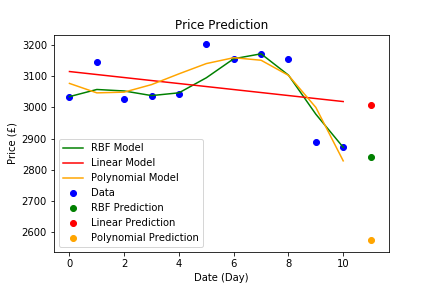 Price Prediction
Price (£)
3200
3100
3000
2900
2800
2700
2600
RBF Model
Linear Model
Polynomial Model
Data
RBF Prediction
Linear Prediction
Polynomial Prediction
0 2 4 6 8 10
Date (Day)